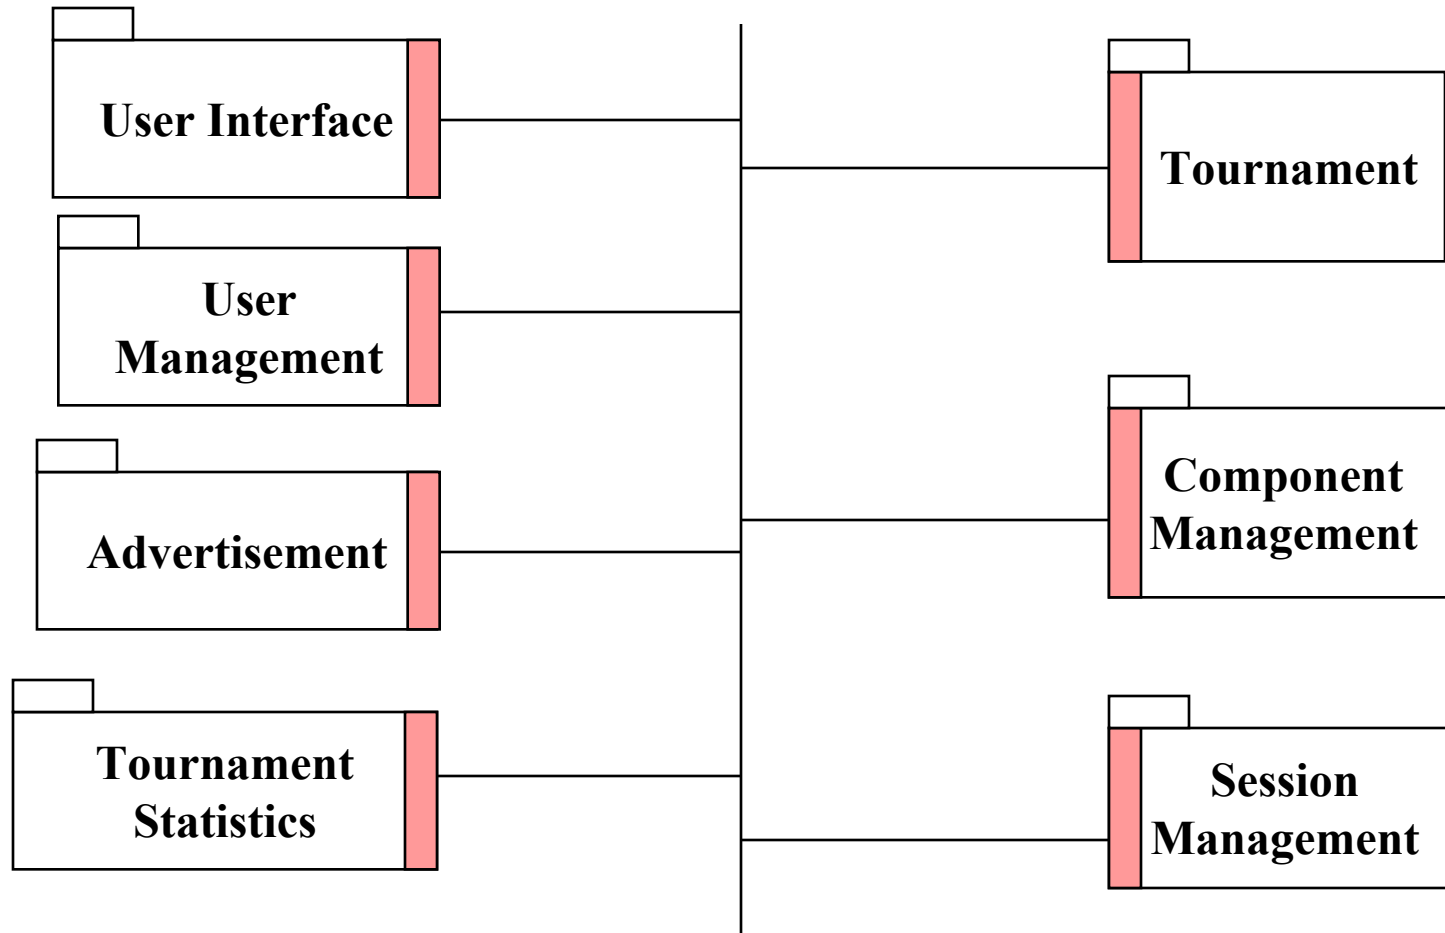 User Interface
User
Management
Advertisement
Tournament
Statistics
Tournament
Component
Management
Session
Management